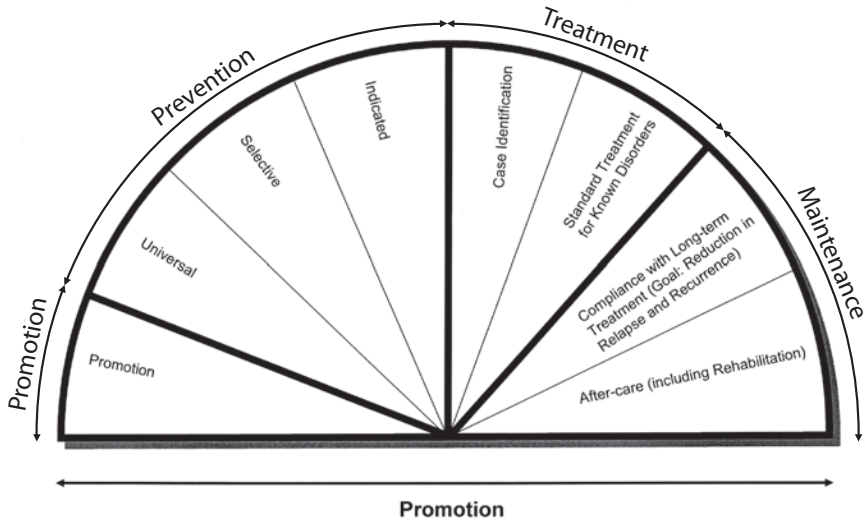 Treatment
Prevention
Maintenance
Promotion
Promotion
Universal
Selective
Indicated
Case Identification
Standard Treatment
for Known Disorders
Compliance with Long-term
Treatment (Goal: Reduction in
Relapse and Recurrence)
After-care (including Rehabilitation)
Promotion